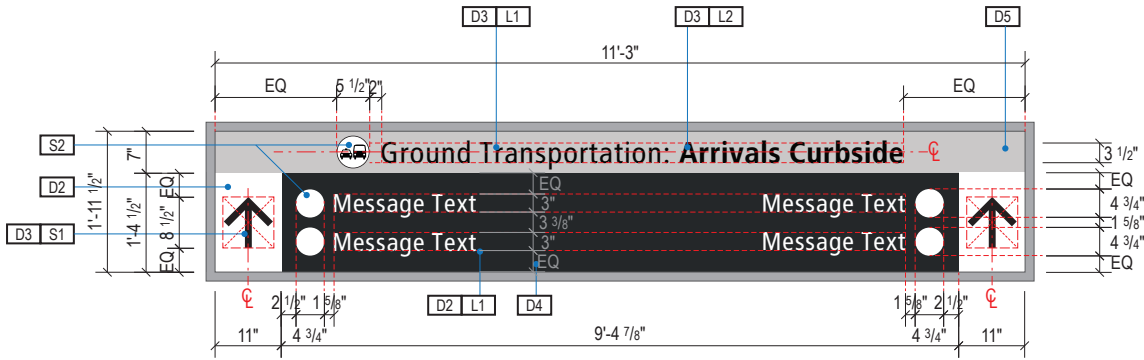 D3 L1
D3 L2
D5
11'-3"
EQ
5 1/2"
2"
EQ
S2
D2
D3 S1
1'-11 1/2"
7"
1'-4 1/2"
EQ
8 1/2"
EQ
Ground Transportation: Arrivals Curbside
CL
3 1/2"
EQ
4 3/4"
1 5/8"
4 3/4"
EQ
EQ
3"
3 3/8"
3"
EQ
Message Text
Message Text
Message Text
Message Text
CL
CL
2 1/2"
1 5/8"
D2 L1
D4
1 5/8"
2 1/2"
11"
4 3/4"
9'-4 7/8"
4 3/4"
11"